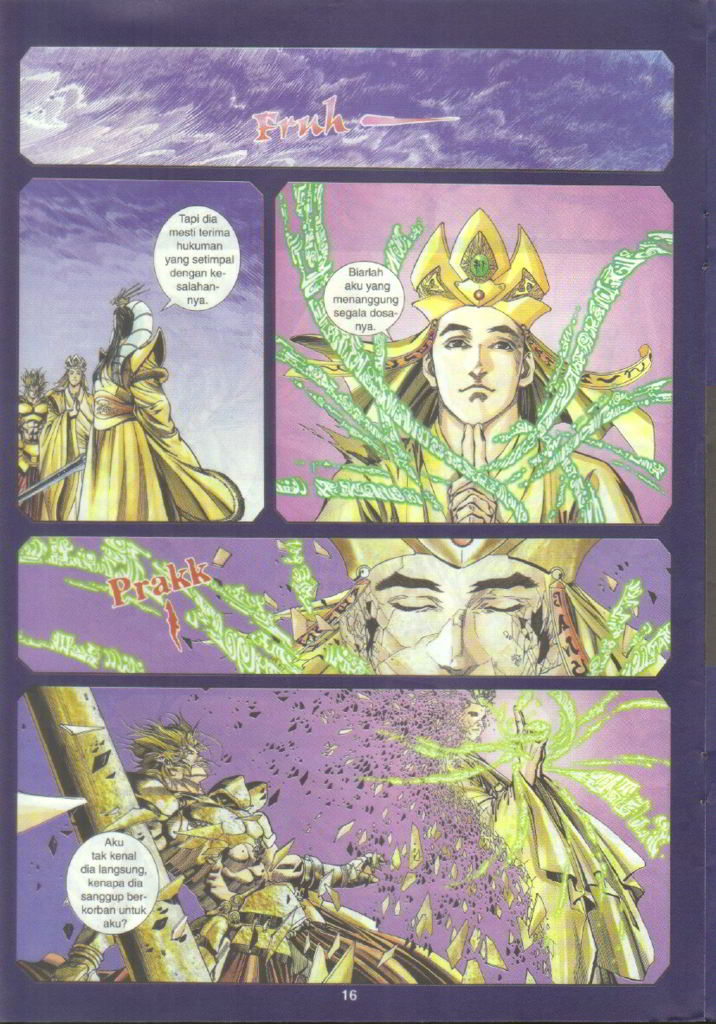 Fruh
Tapi dia
mesti terima
hukuman
yang setimpal
dengan ke-
salahan-
nya.
Biarlah
aku yang
menanggung
segala dosa-
nya.
Prakk
!
Aku
tak kenal
dia langsung,
kenapa dia
sanggup ber-
korban untuk
aku?
16